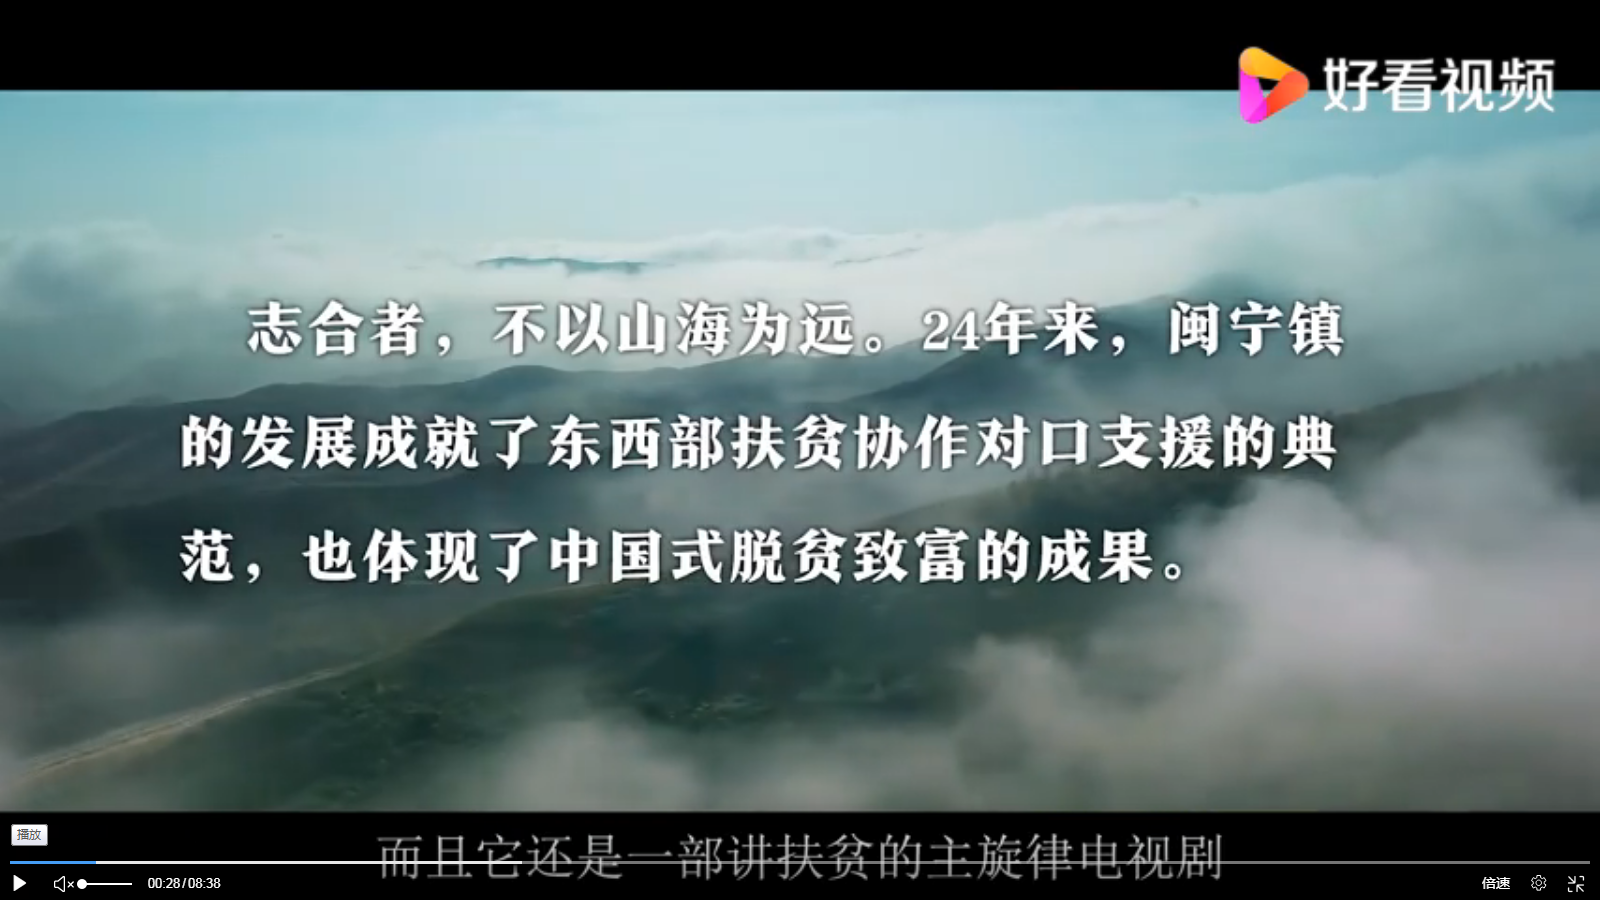 好看视频
志合者，不以山海为远。24年来，闽宁镇
的发展成就了东西部扶贫协作对口支援的典
范，也体现了中国式脱贫致富的成果。
播放
而且它还是一部讲扶贫的主旋律电视剧
00:28/08:38
倍速